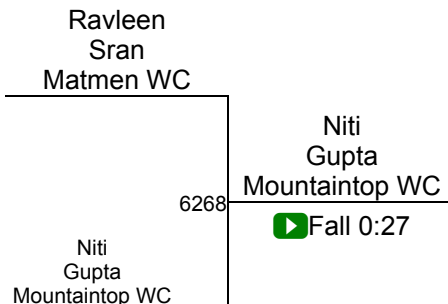 Ravleen
Sran
Matmen WC
Niti
Gupta
Mountaintop WC
6268
Fall 0:27
Niti
Gupta
Mountaintop WC